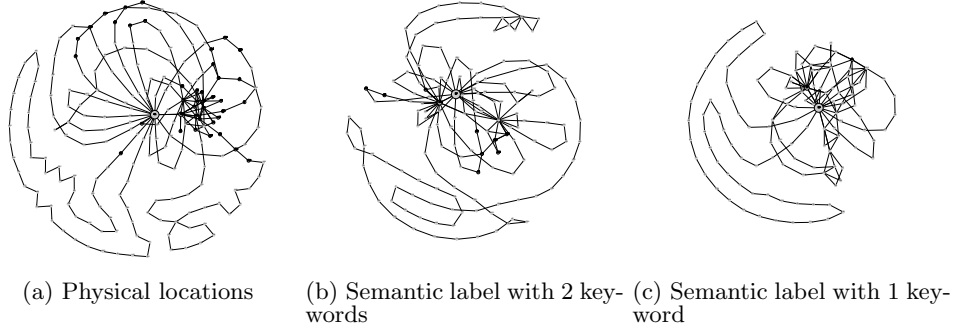 (a) Physical locations
(b) Semantic label with 2 key-
words
(c) Semantic label with 1 key-
word